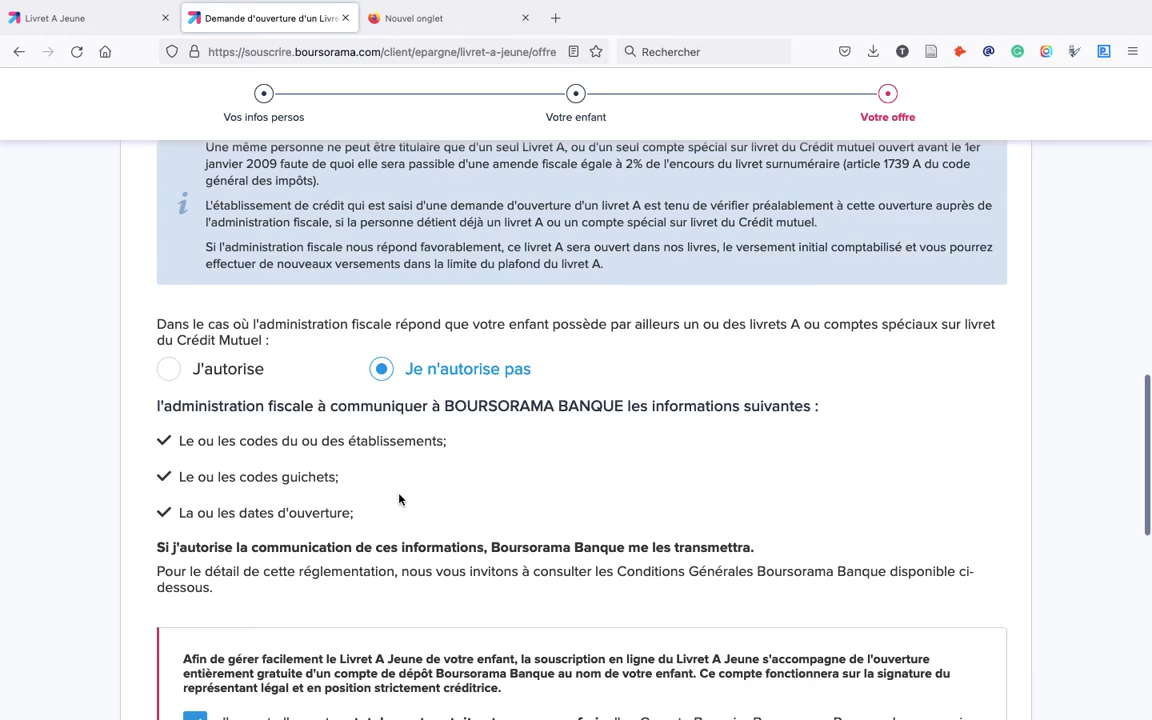 Livret A Jeune
Demande d'ouverture d'un Livre
Nouvel onglet
https://souscrire.boursorama.com/client/epargne/livret-a-jeune/offre
Rechercher
Vos infos persos
Votre enfant
Votre offre
Une même personne ne peut être titulaire que d'un seul Livret A, ou d'un seul compte spécial sur livret du Crédit mutuel ouvert avant le 1er
janvier 2009 faute de quoi elle sera passible d'une amende fiscale égale à 2% de l'encours du livret surnuméraire (article 1739 A du code
général des impôts).
L'établissement de crédit qui est saisi d'une demande d'ouverture d'un livret A est tenu de vérifier préalablement à cette ouverture auprès de
l'administration fiscale, si la personne détient déjà un livret A ou un compte spécial sur livret du Crédit mutuel.
Si l'administration fiscale nous répond favorablement, ce livret A sera ouvert dans nos livres, le versement initial comptabilisé et vous pourrez
effectuer de nouveaux versements dans la limite du plafond du livret A.
Dans le cas où l'administration fiscale répond que votre enfant possède par ailleurs un ou des livrets A ou comptes spéciaux sur livret
du Crédit Mutuel :
J'autorise
Je n'autorise pas
l'administration fiscale à communiquer à BOURSORAMA BANQUE les informations suivantes :
Le ou les codes du ou des établissements;
Le ou les codes guichets;
La ou les dates d'ouverture;
Si j'autorise la communication de ces informations, Boursorama Banque me les transmettra.
Pour le détail de cette réglementation, nous vous invitons à consulter les Conditions Générales Boursorama Banque disponible ci-
dessous.
Afin de gérer facilement le Livret A Jeune de votre enfant, la souscription en ligne du Livret A Jeune s'accompagne de l'ouverture
entièrement gratuite d'un compte de dépôt Boursorama Banque au nom de votre enfant. Ce compte fonctionnera sur la signature du
représentant légal et en position strictement créditrice.